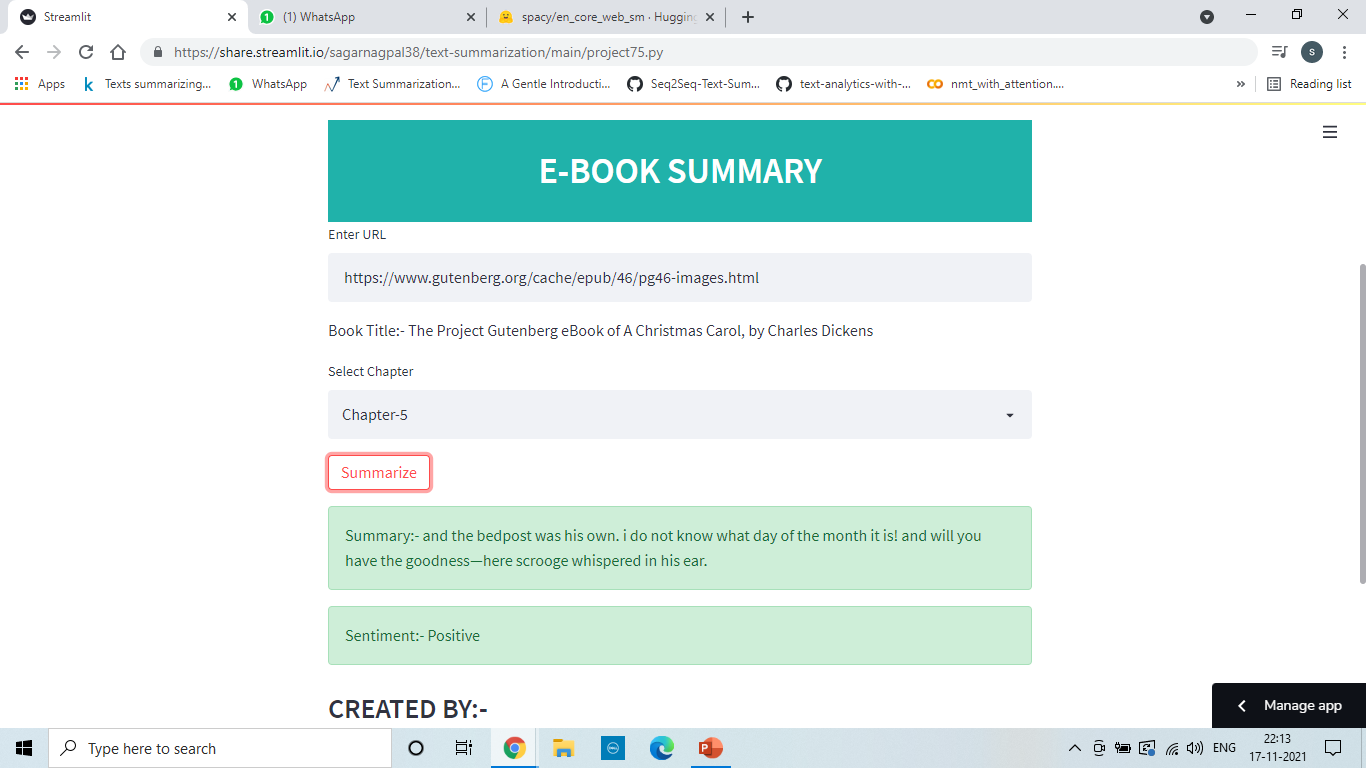 Streamlit
(1) WhatsApp
spacy/en_core_web_sm · Hugging
https://share.streamlit.io/sagarnagpal38/text-summarization/main/project75.py
S
Apps
Texts summarizing...
WhatsApp
Text Summarization...
A Gentle Introducti...
Seq2Seq-Text-Sum...
text-analytics-with-...
nmt_with_attention....
»
Reading list
E-BOOK SUMMARY
Enter URL
https://www.gutenberg.org/cache/epub/46/pg46-images.html
Book Title:- The Project Gutenberg eBook of A Christmas Carol, by Charles Dickens
Select Chapter
Chapter-5
Summarize
Summary:- and the bedpost was his own. i do not know what day of the month it is! and will you
have the goodness—here scrooge whispered in his ear.
Sentiment:- Positive
CREATED BY:-
Manage app
Type here to search
DELL
P
ENG
22:13
17-11-2021